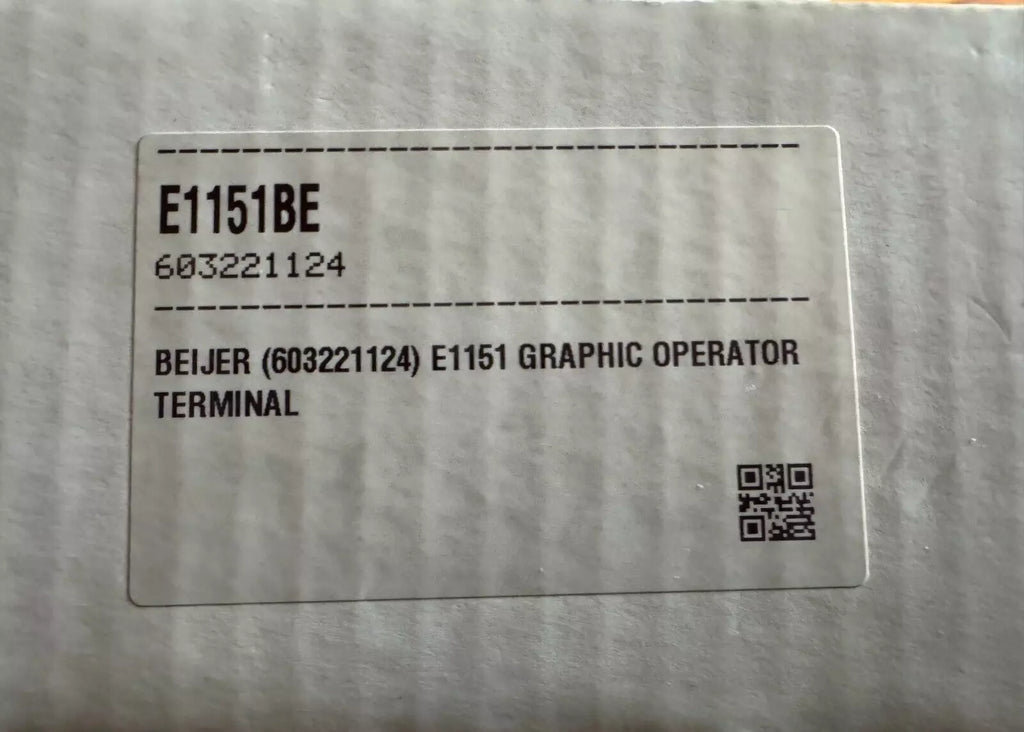 E1151BE
603221124
BEIJER (603221124) E1151 GRAPHIC OPERATOR
TERMINAL